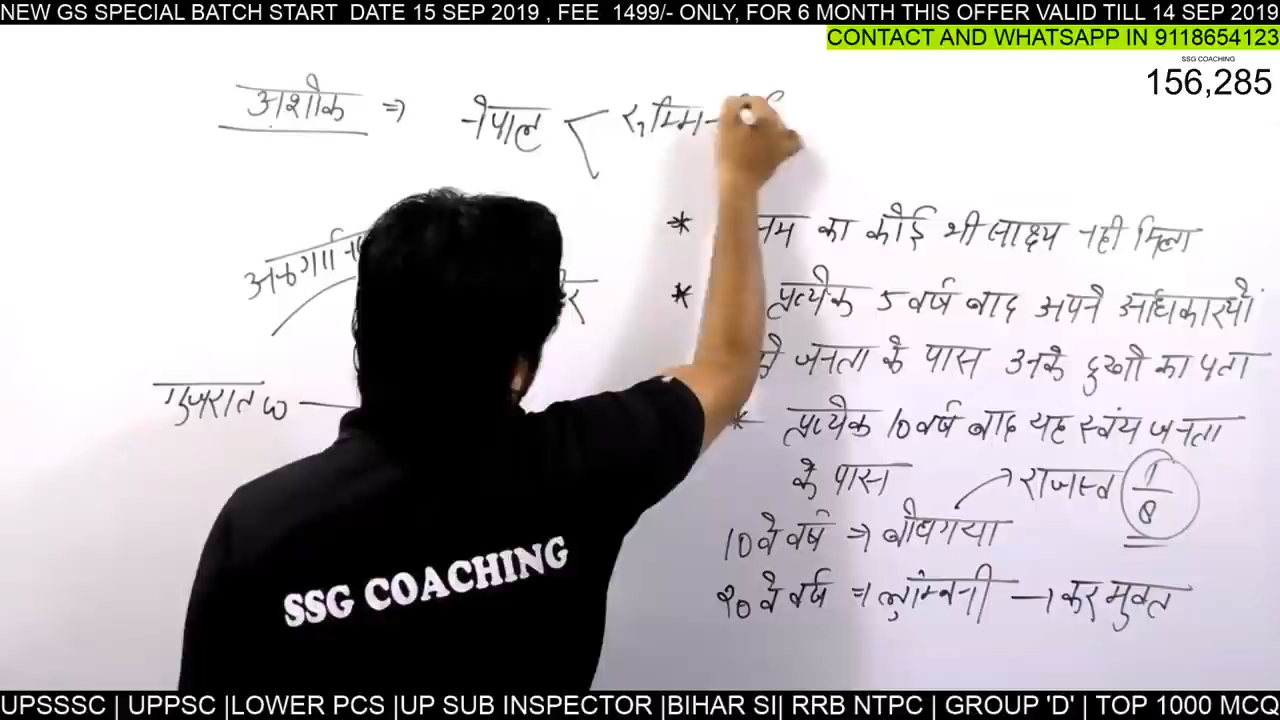 NEW GS SPECIAL BATCH START DATE 15 SEP 2019 , FEE 1499/- ONLY, FOR 6 MONTH THIS OFFER VALID TILL 14 SEP 2019
CONTACT AND WHATSAPP IN 9118654123
SSG COACHING
156,285
अशोक ⇒ नेपाल
* का कोई भी साक्ष्य नही मिला
* प्रत्येक 5 वर्ष बाद अपने
जनता के पास उनके दुखो का पता
* प्रत्येक 10 वर्ष बाद यह स्वंय जनता
के पास → राजस्व 1/8
10 वे वर्ष ⇒ बोधगया
20 वे वर्ष ⇒ लुम्बिनी → कर मुक्त
गुजरात
SSG COACHING
UPSSSC | UPPSC |LOWER PCS |UP SUB INSPECTOR |BIHAR SI| RRB NTPC | GROUP 'D' | TOP 1000 MCQ